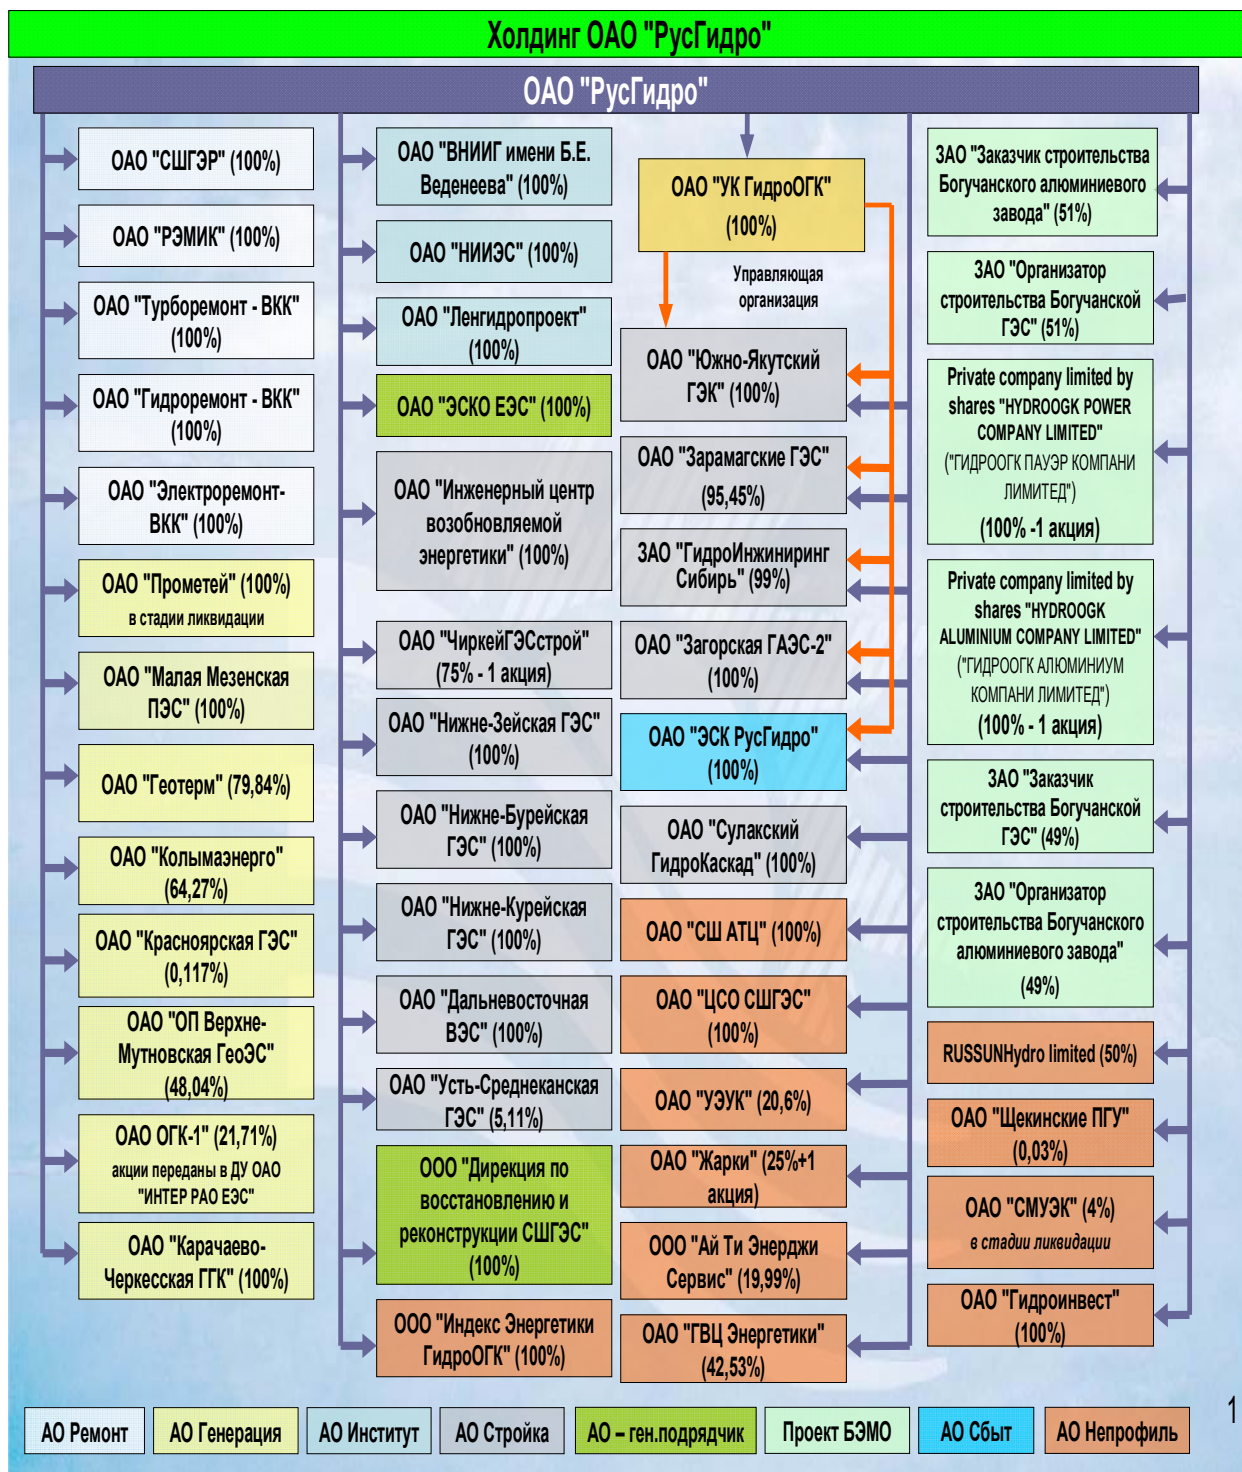 Холдинг ОАО "РусГидро"
ОАО "РусГидро"
ОАО "СШГЭР" (100%)
ОАО "РЭМИК" (100%)
ОАО "Турборемонт - ВКК"
(100%)
ОАО "Гидроремонт - ВКК"
(100%)
ОАО "Электроремонт-
ВКК" (100%)
ОАО "Прометей" (100%)
в стадии ликвидации
ОАО "Малая Мезенская
ПЭС" (100%)
ОАО "Геотерм" (79,84%)
ОАО "Колымаэнерго"
(64,27%)
ОАО "Красноярская ГЭС"
(0,117%)
ОАО "ОП Верхне-
Мутновская ГеоЭС"
(48,04%)
ОАО ОГК-1" (21,71%)
акции переданы в ДУ ОАО
"ИНТЕР РАО ЕЭС"
ОАО "Карачаево-
Черкесская ГГК" (100%)
ОАО "ВНИИГ имени Б.Е.
Веденеева" (100%)
ОАО "НИИЭС" (100%)
ОАО "Ленгидропроект"
(100%)
ОАО "ЭСКО ЕЭС" (100%)
ОАО "Инженерный центр
возобновляемой
энергетики" (100%)
ОАО "ЧиркейГЭСстрой"
(75% - 1 акция)
ОАО "Нижне-Зейская ГЭС"
(100%)
ОАО "Нижне-Бурейская
ГЭС" (100%)
ОАО "Нижне-Курейская
ГЭС" (100%)
ОАО "Дальневосточная
ВЭС" (100%)
ОАО "Усть-Среднеканская
ГЭС" (5,11%)
ООО "Дирекция по
восстановлению и
реконструкции СШГЭС"
(100%)
ООО "Индекс Энергетики
ГидроОГК" (100%)
ОАО "УК ГидроОГК"
(100%)
Управляющая
организация
ОАО "Южно-Якутский
ГЭК" (100%)
ОАО "Зарамагские ГЭС"
(95,45%)
ЗАО "ГидроИнжиниринг
Сибирь" (99%)
ОАО "Загорская ГАЭС-2"
(100%)
ОАО "ЭСК РусГидро"
(100%)
ОАО "Сулакский
ГидроКаскад" (100%)
ОАО "СШ АТЦ" (100%)
ОАО "ЦСО СШГЭС"
(100%)
ОАО "УЭУК" (20,6%)
ОАО "Жарки" (25%+1
акция)
ООО "Ай Ти Энерджи
Сервис" (19,99%)
ОАО "ГВЦ Энергетики"
(42,53%)
ЗАО "Заказчик строительства
Богучанского алюминиевого
завода" (51%)
ЗАО "Организатор
строительства Богучанской
ГЭС" (51%)
Private company limited by
shares "HYDROOGK POWER
COMPANY LIMITED"
("ГИДРООГК ПАУЭР КОМПАНИ
ЛИМИТЕД")
(100% -1 акция)
Private company limited by
shares "HYDROOGK
ALUMINIUM COMPANY LIMITED"
("ГИДРООГК АЛЮМИНИУМ
КОМПАНИ ЛИМИТЕД")
(100% - 1 акция)
ЗАО "Заказчик
строительства Богучанской
ГЭС" (49%)
ЗАО "Организатор
строительства Богучанского
алюминиевого завода"
(49%)
RUSSUNHydro limited (50%)
ОАО "Щекинские ПГУ"
(0,03%)
ОАО "СМУЭК" (4%)
в стадии ликвидации
ОАО "Гидроинвест"
(100%)
АО Ремонт
АО Генерация
АО Институт
АО Стройка
АО – ген.подрядчик
Проект БЭМО
АО Сбыт
АО Непрофиль
1